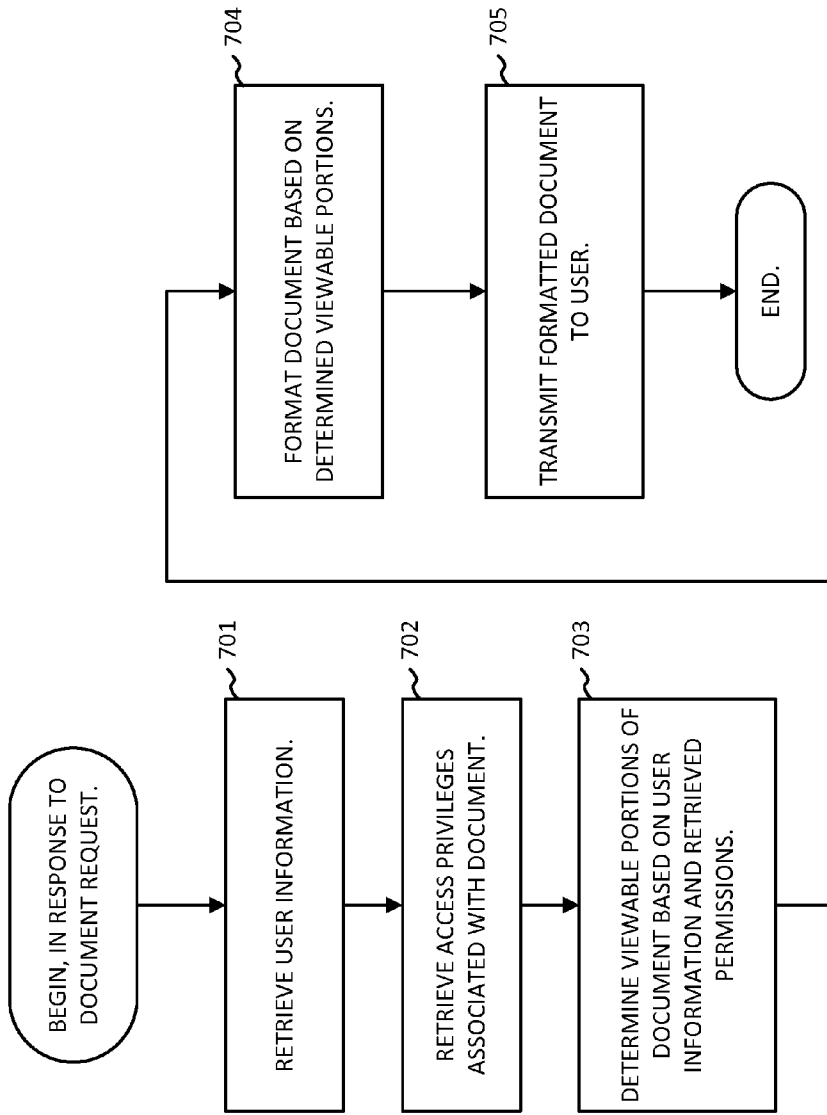 BEGIN, IN RESPONSE TO
DOCUMENT REQUEST.
701
RETRIEVE USER INFORMATION.
702
RETRIEVE ACCESS PRIVILEGES
ASSOCIATED WITH DOCUMENT.
703
DETERMINE VIEWABLE PORTIONS OF
DOCUMENT BASED ON USER
INFORMATION AND RETRIEVED
PERMISSIONS.
704
FORMAT DOCUMENT BASED ON
DETERMINED VIEWABLE PORTIONS.
705
TRANSMIT FORMATTED DOCUMENT
TO USER.
END.